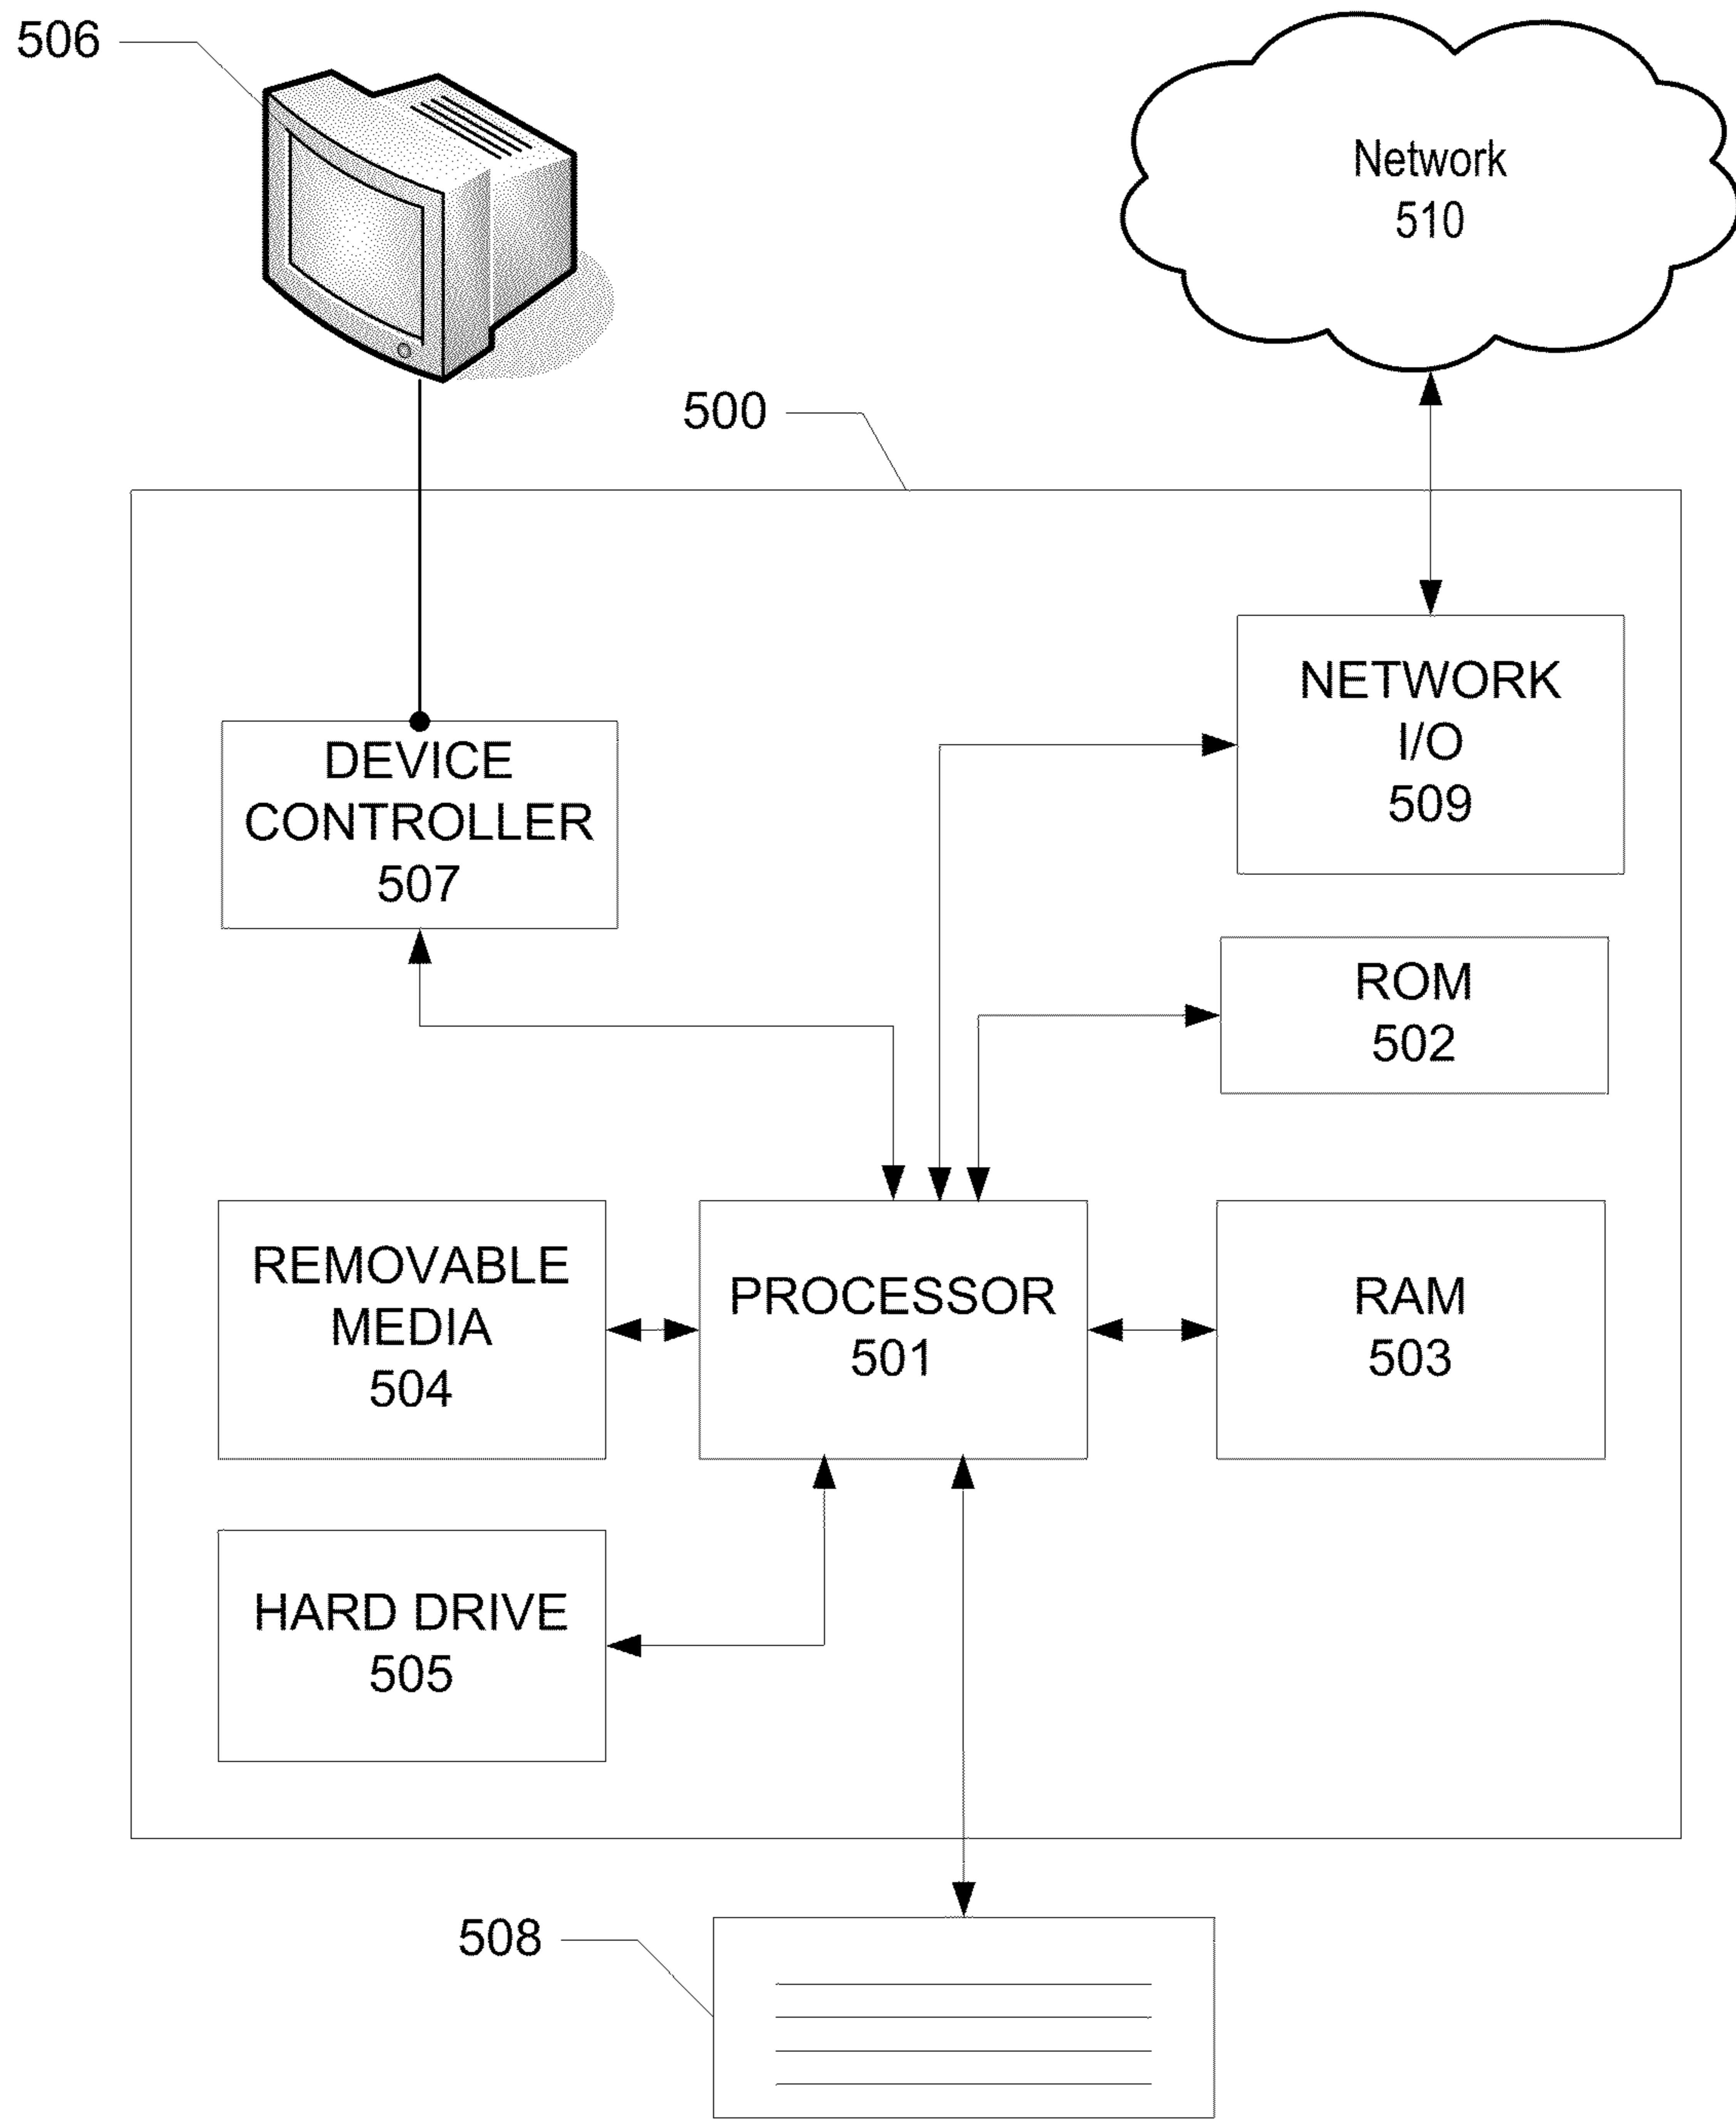 506
Network
510
500
NETWORK
I/O
509
DEVICE
CONTROLLER
507
ROM
502
REMOVABLE
MEDIA
504
PROCESSOR
501
RAM
503
HARD DRIVE
505
508